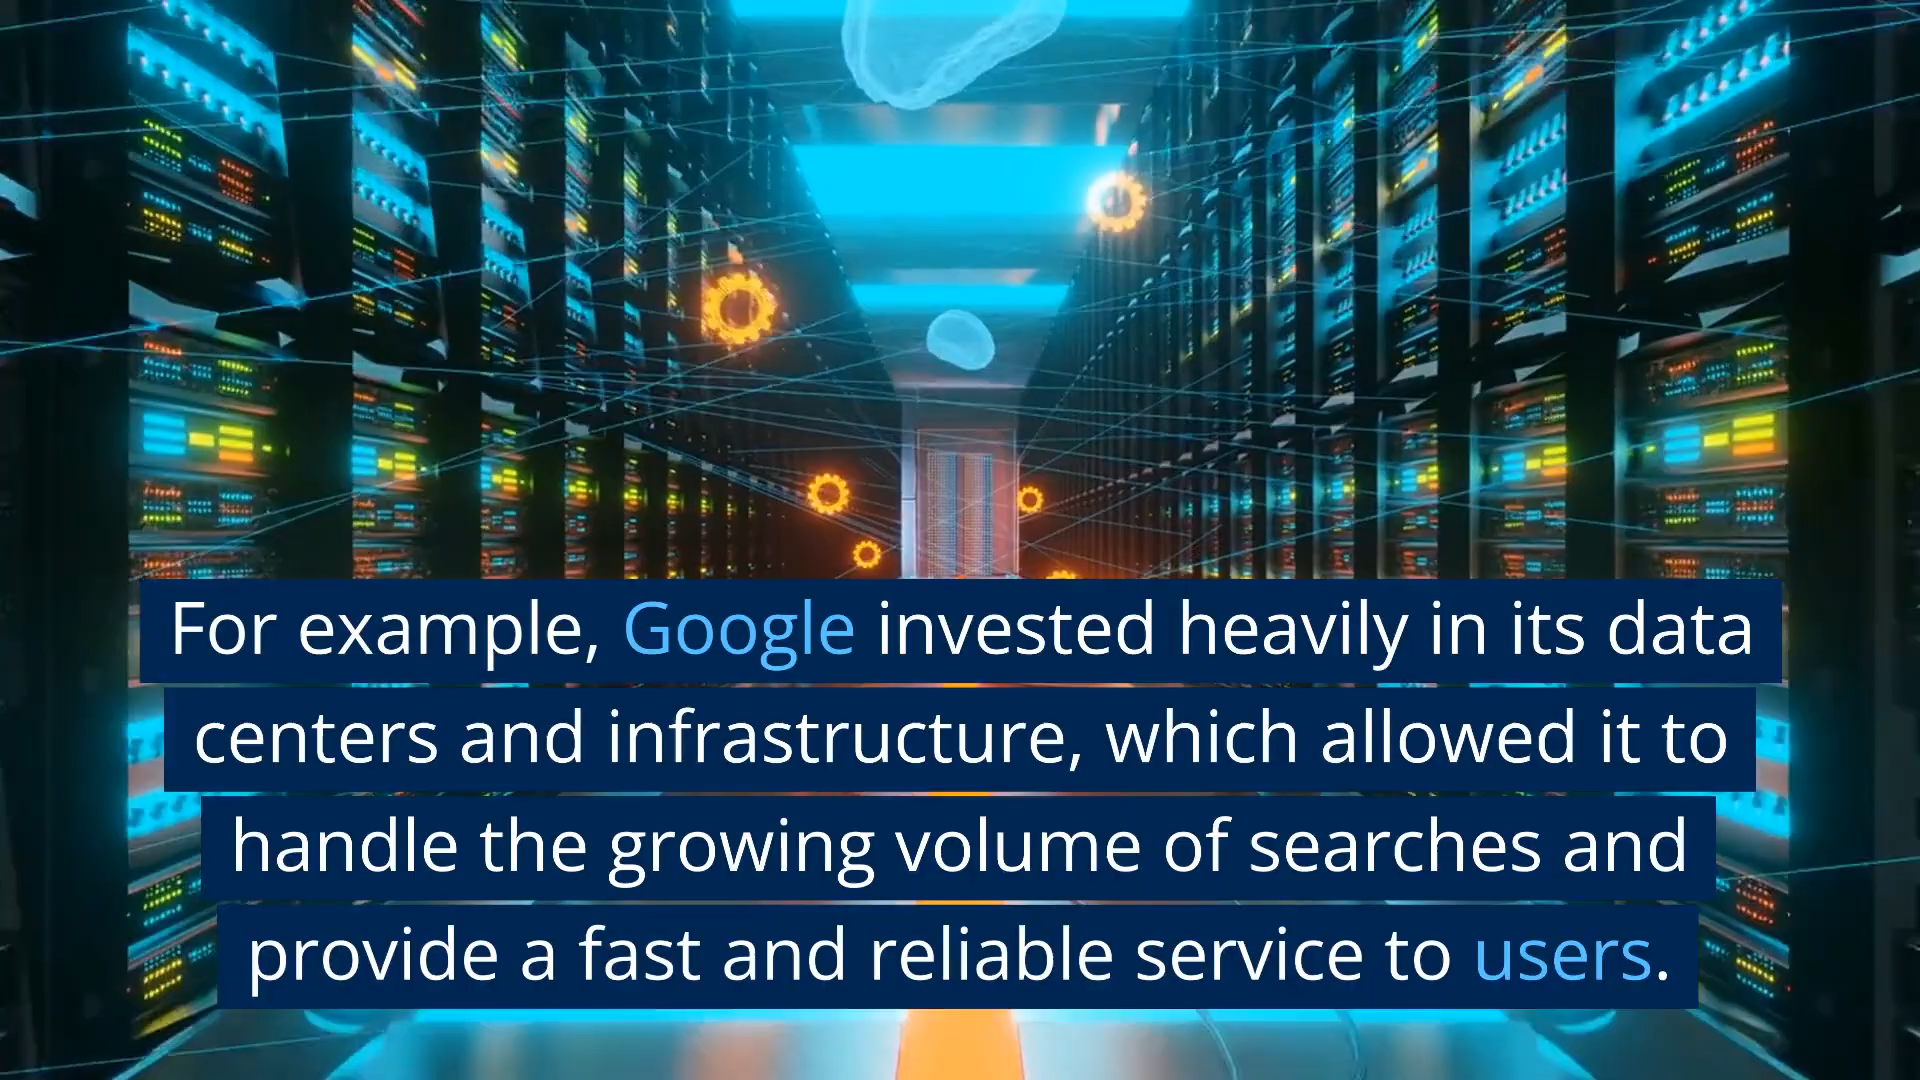 For example, Google invested heavily in its data
centers and infrastructure, which allowed it to
handle the growing volume of searches and
provide a fast and reliable service to users.